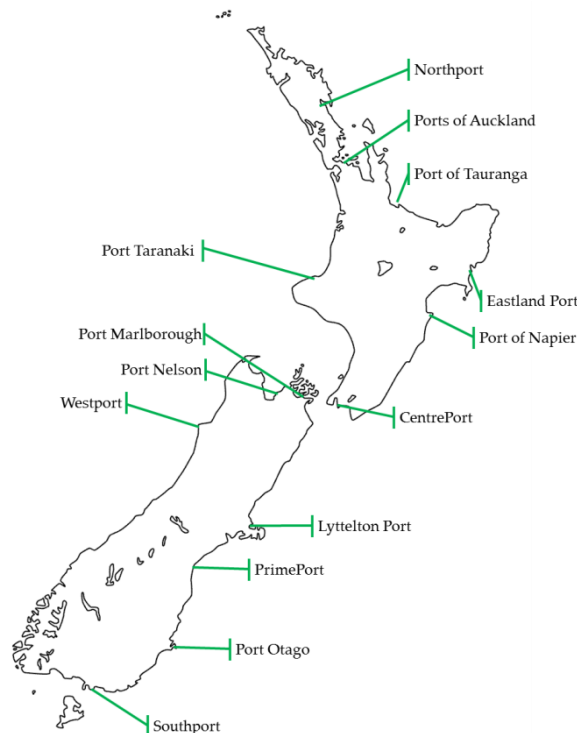 Northport
Ports of Auckland
Port of Tauranga
Port Taranaki
Eastland Port
Port Marlborough
Port of Napier
Port Nelson
Westport
CentrePort
Lyttelton Port
PrimePort
Port Otago
Southport